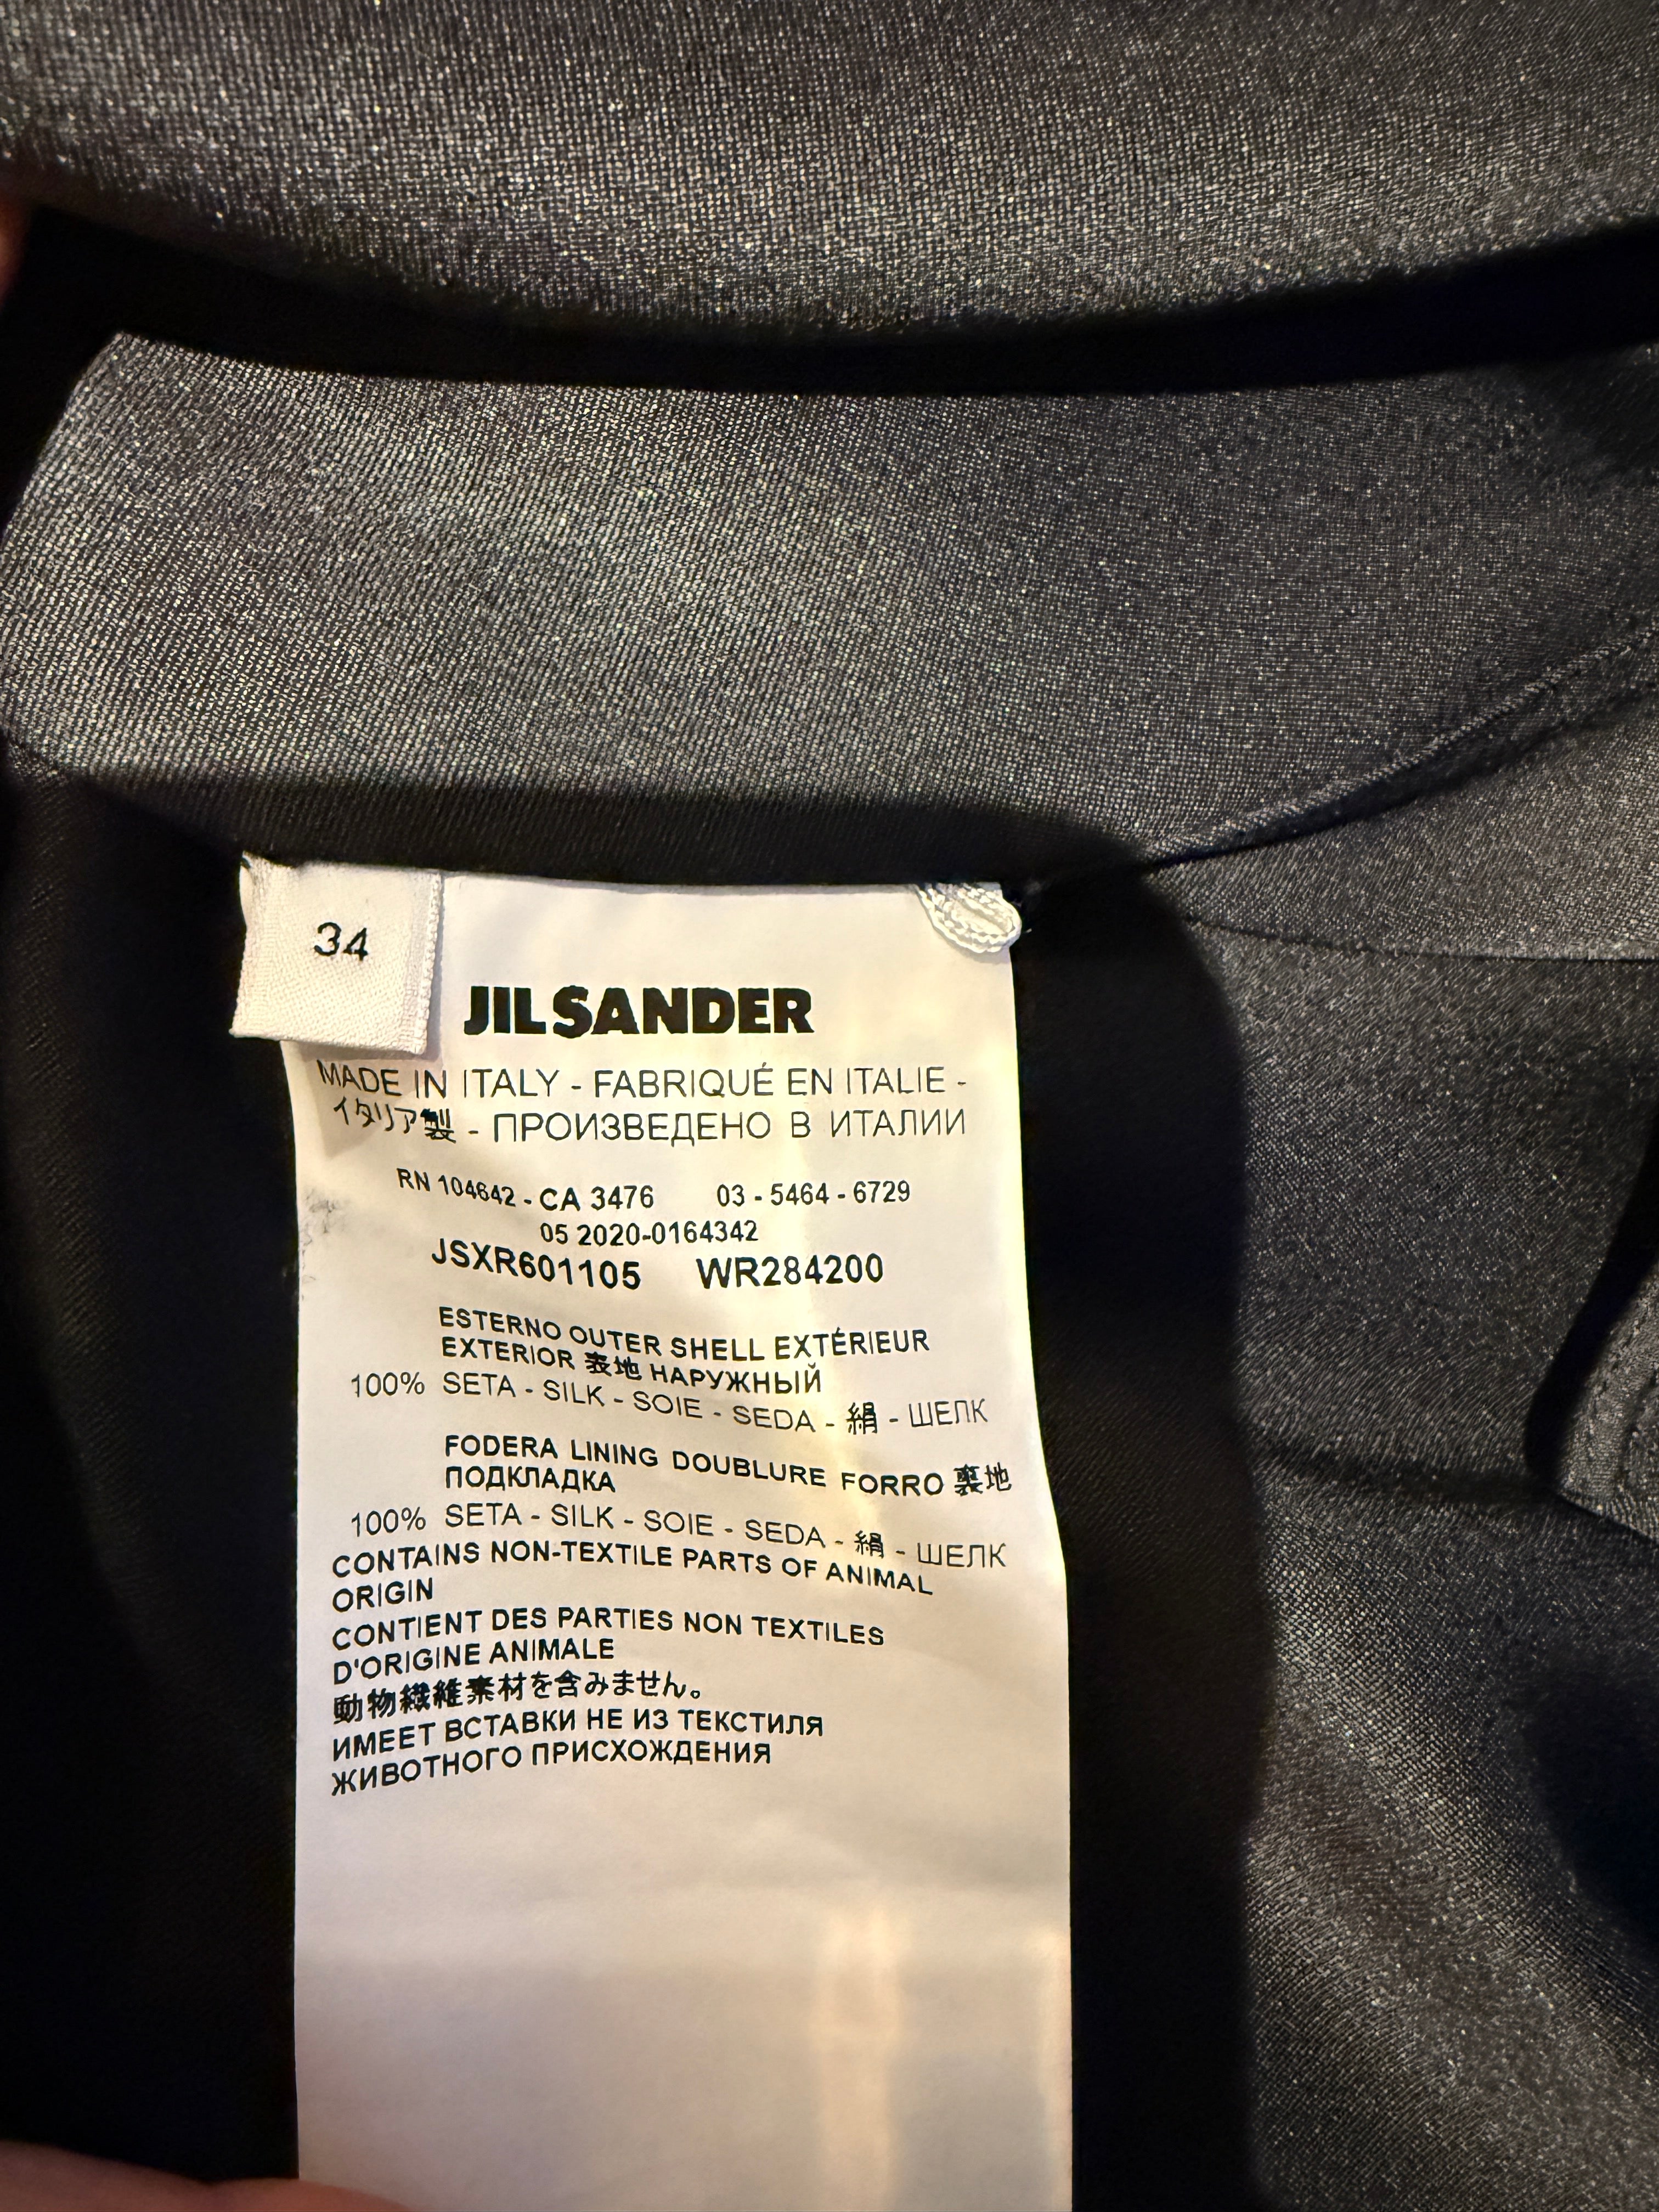 34
JIL SANDER
MADE IN ITALY - FABRIQUÉ EN ITALIE -
イタリア製 - ПРОИЗВЕДЕНО В ИТАЛИИ
RN 104642 - CA 3476 03 - 5464 - 6729
05 2020-0164342
JSXR601105 WR284200
ESTERNO OUTER SHELL EXTÉRIEUR
EXTERIOR 表地 НАРУЖНЫЙ
100% SETA - SILK - SOIE - SEDA - 絹 - ШЕЛК
FODERA LINING DOUBLURE FORRO 裏地
ПОДКЛАДКА
100% SETA - SILK - SOIE - SEDA - 絹 - ШЕЛК
CONTAINS NON-TEXTILE PARTS OF ANIMAL
ORIGIN
CONTIENT DES PARTIES NON TEXTILES
D'ORIGINE ANIMALE
動物繊維素材を含みません。
ИМЕЕТ ВСТАВКИ НЕ ИЗ ТЕКСТИЛЯ
ЖИВОТНОГО ПРИСХОЖДЕНИЯ